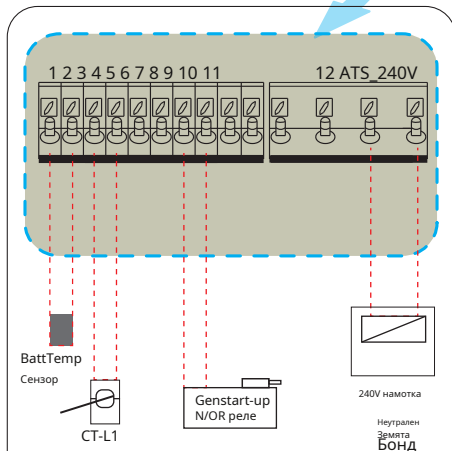 1 2 3 4 5 6 7 8 9 10 11
12 ATS_240V
BattTemp
Сензор
CT-L1
Genstart-up
N/OR реле
240V намотка
Неутрален
Земята
Бонд